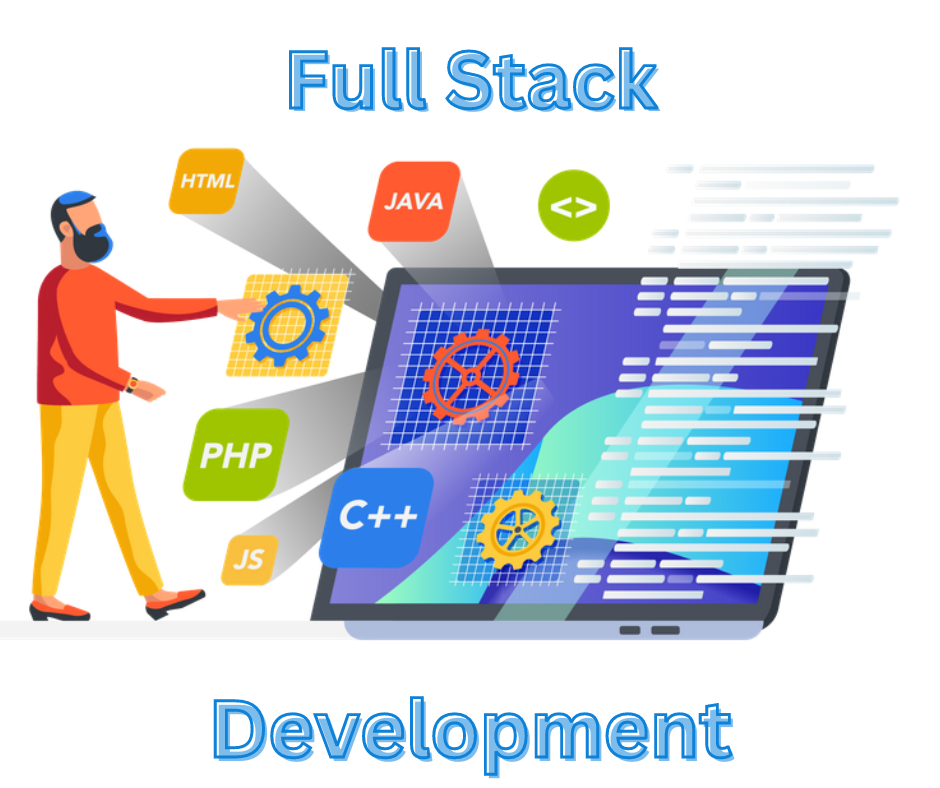 Full Stack
HTML
JAVA
<>
PHP
C++
JS
Development